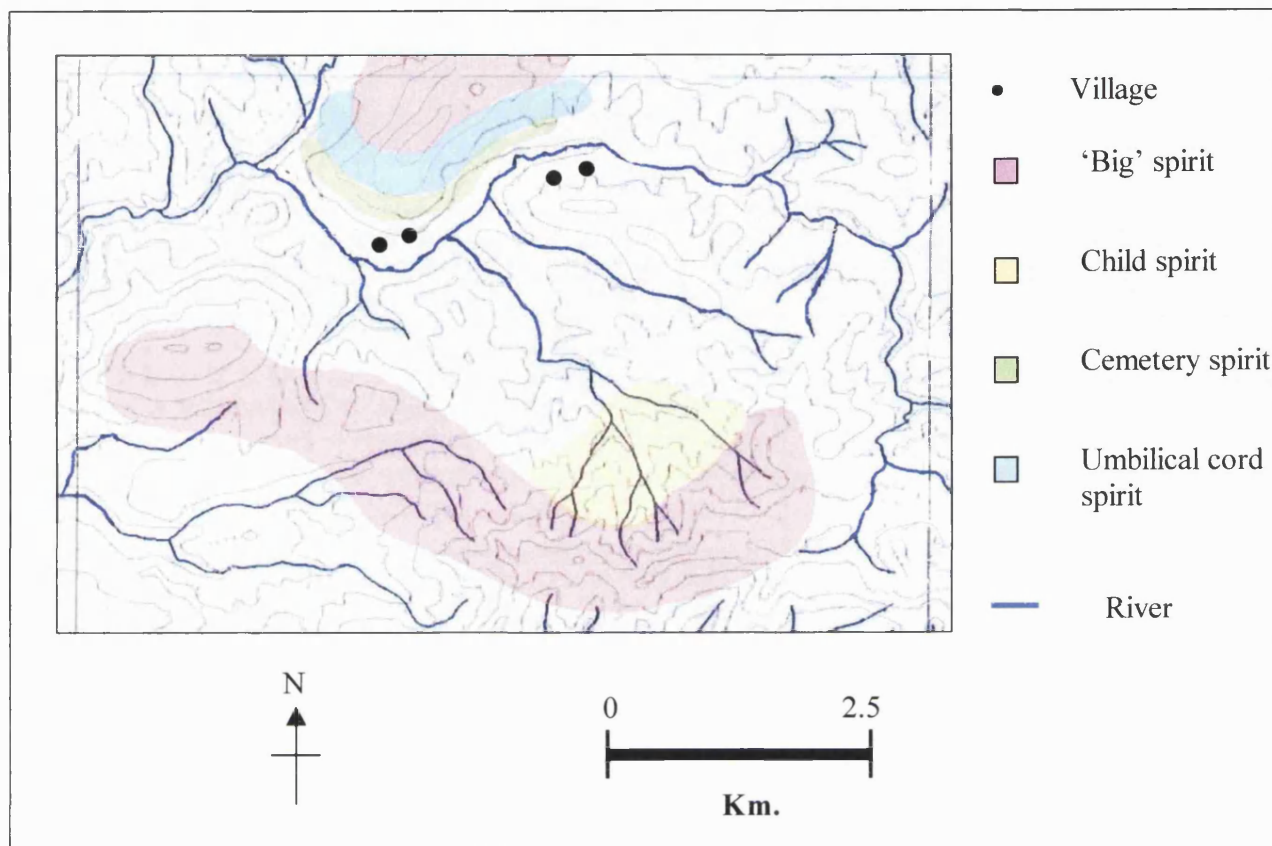 Village
‘Big’ spirit
Child spirit
Cemetery spirit
Umbilical cord
spirit
River
N
0 2.5
Km.